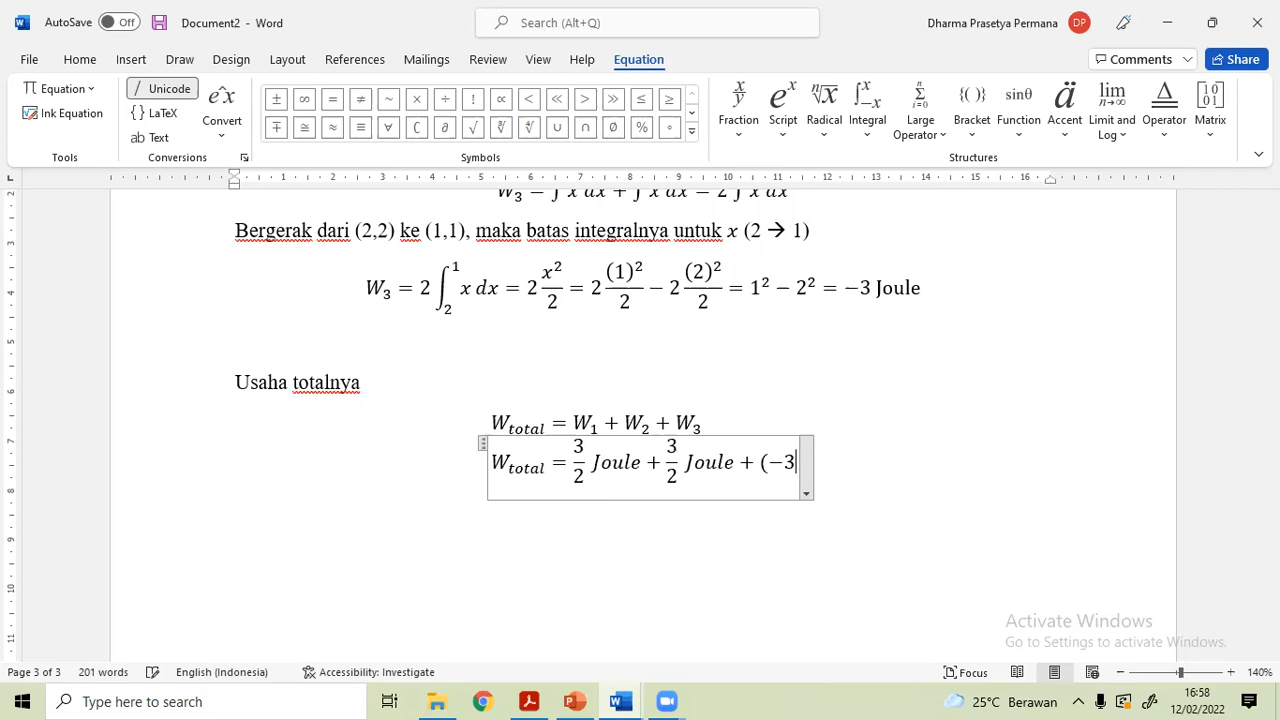 AutoSave Off Document2 - Word Search (Alt+Q) Dharma Prasetya Permana DP
File Home Insert Draw Design Layout References Mailings Review View Help Equation Comments Share
Equation Unicode Convert Fraction Script Radical Integral Large Operator Bracket Function Accent Limit and Log Operator Matrix
Ink Equation {} LaTeX
abc Text
Tools Conversions Symbols Structures
W₃ = ∫ x dx + ∫ x dx = 2 ∫ x dx
Bergerak dari (2,2) ke (1,1), maka batas integralnya untuk x (2 → 1)
W₃ = 2 ∫₂¹ x dx = 2 x²/2 = 2 (1)²/2 − 2 (2)²/2 = 1² − 2² = −3 Joule
Usaha totalnya
W_total = W₁ + W₂ + W₃
W_total = 3/2 Joule + 3/2 Joule + (−3
Activate Windows
Go to Settings to activate Windows.
Page 3 of 3 201 words English (Indonesia) Accessibility: Investigate Focus 140%
Type here to search 25°C Berawan 16:58
12/02/2022